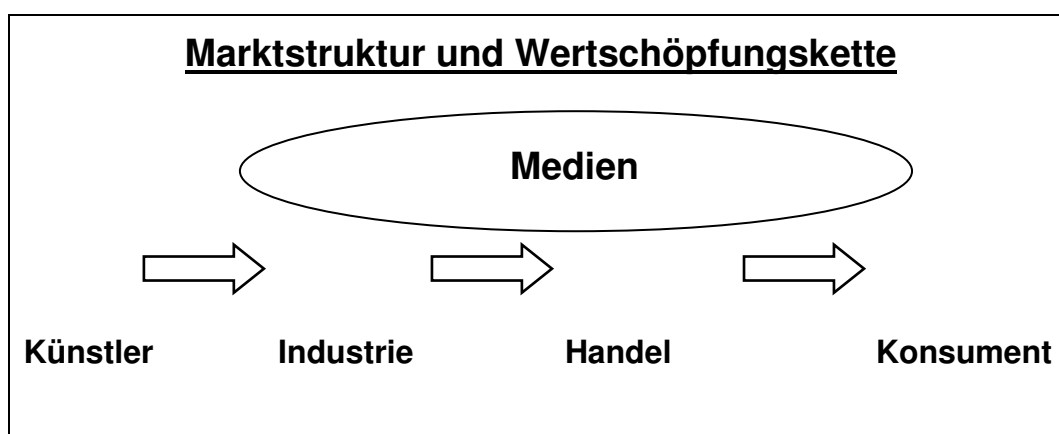 Marktstruktur und Wertschöpfungskette
Medien
Künstler Industrie Handel Konsument